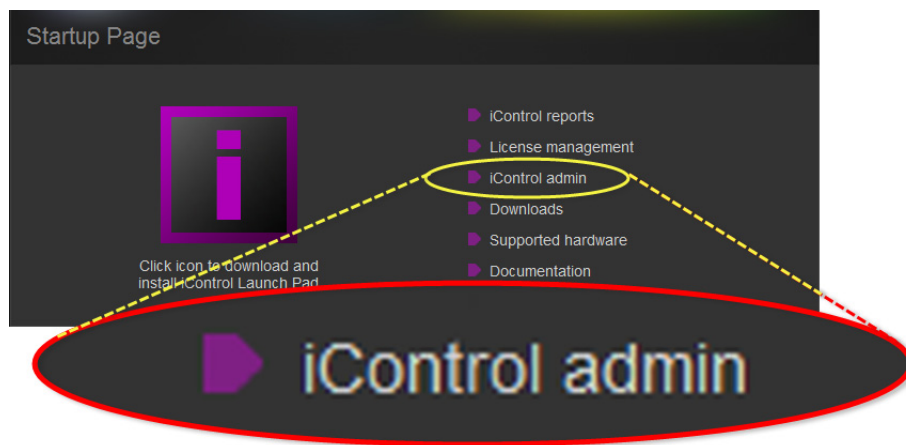 Startup Page
iControl reports
License management
iControl admin
Downloads
Supported hardware
Documentation
Click icon to download and
install iControl Launch Pad
iControl admin